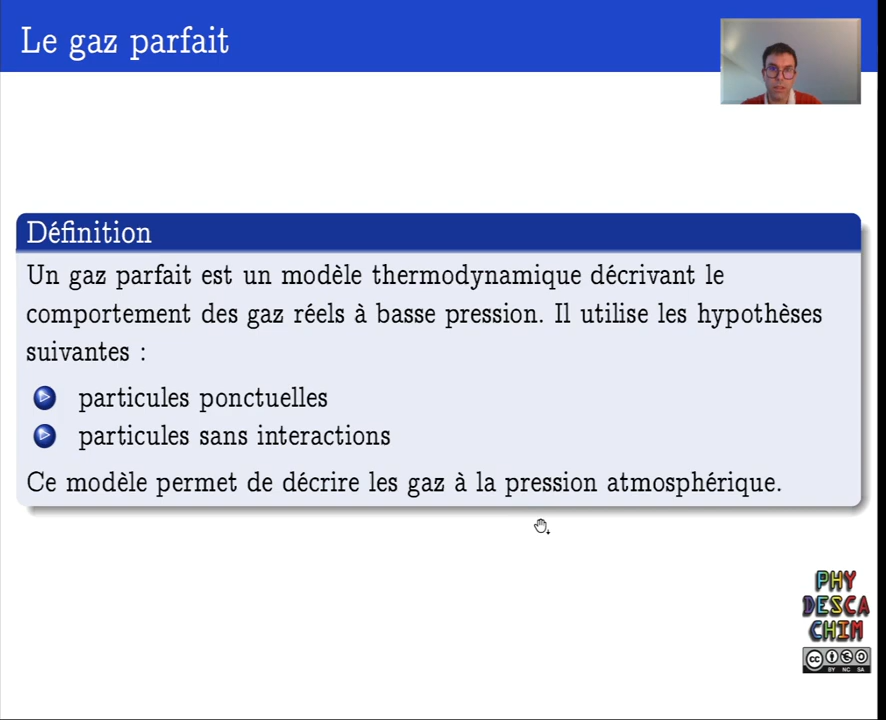 Le gaz parfait
Définition
Un gaz parfait est un modèle thermodynamique décrivant le
comportement des gaz réels à basse pression. Il utilise les hypothèses
suivantes :
particules ponctuelles
particules sans interactions
Ce modèle permet de décrire les gaz à la pression atmosphérique.
PHY
DESCA
CHIM
cc
BY NC SA